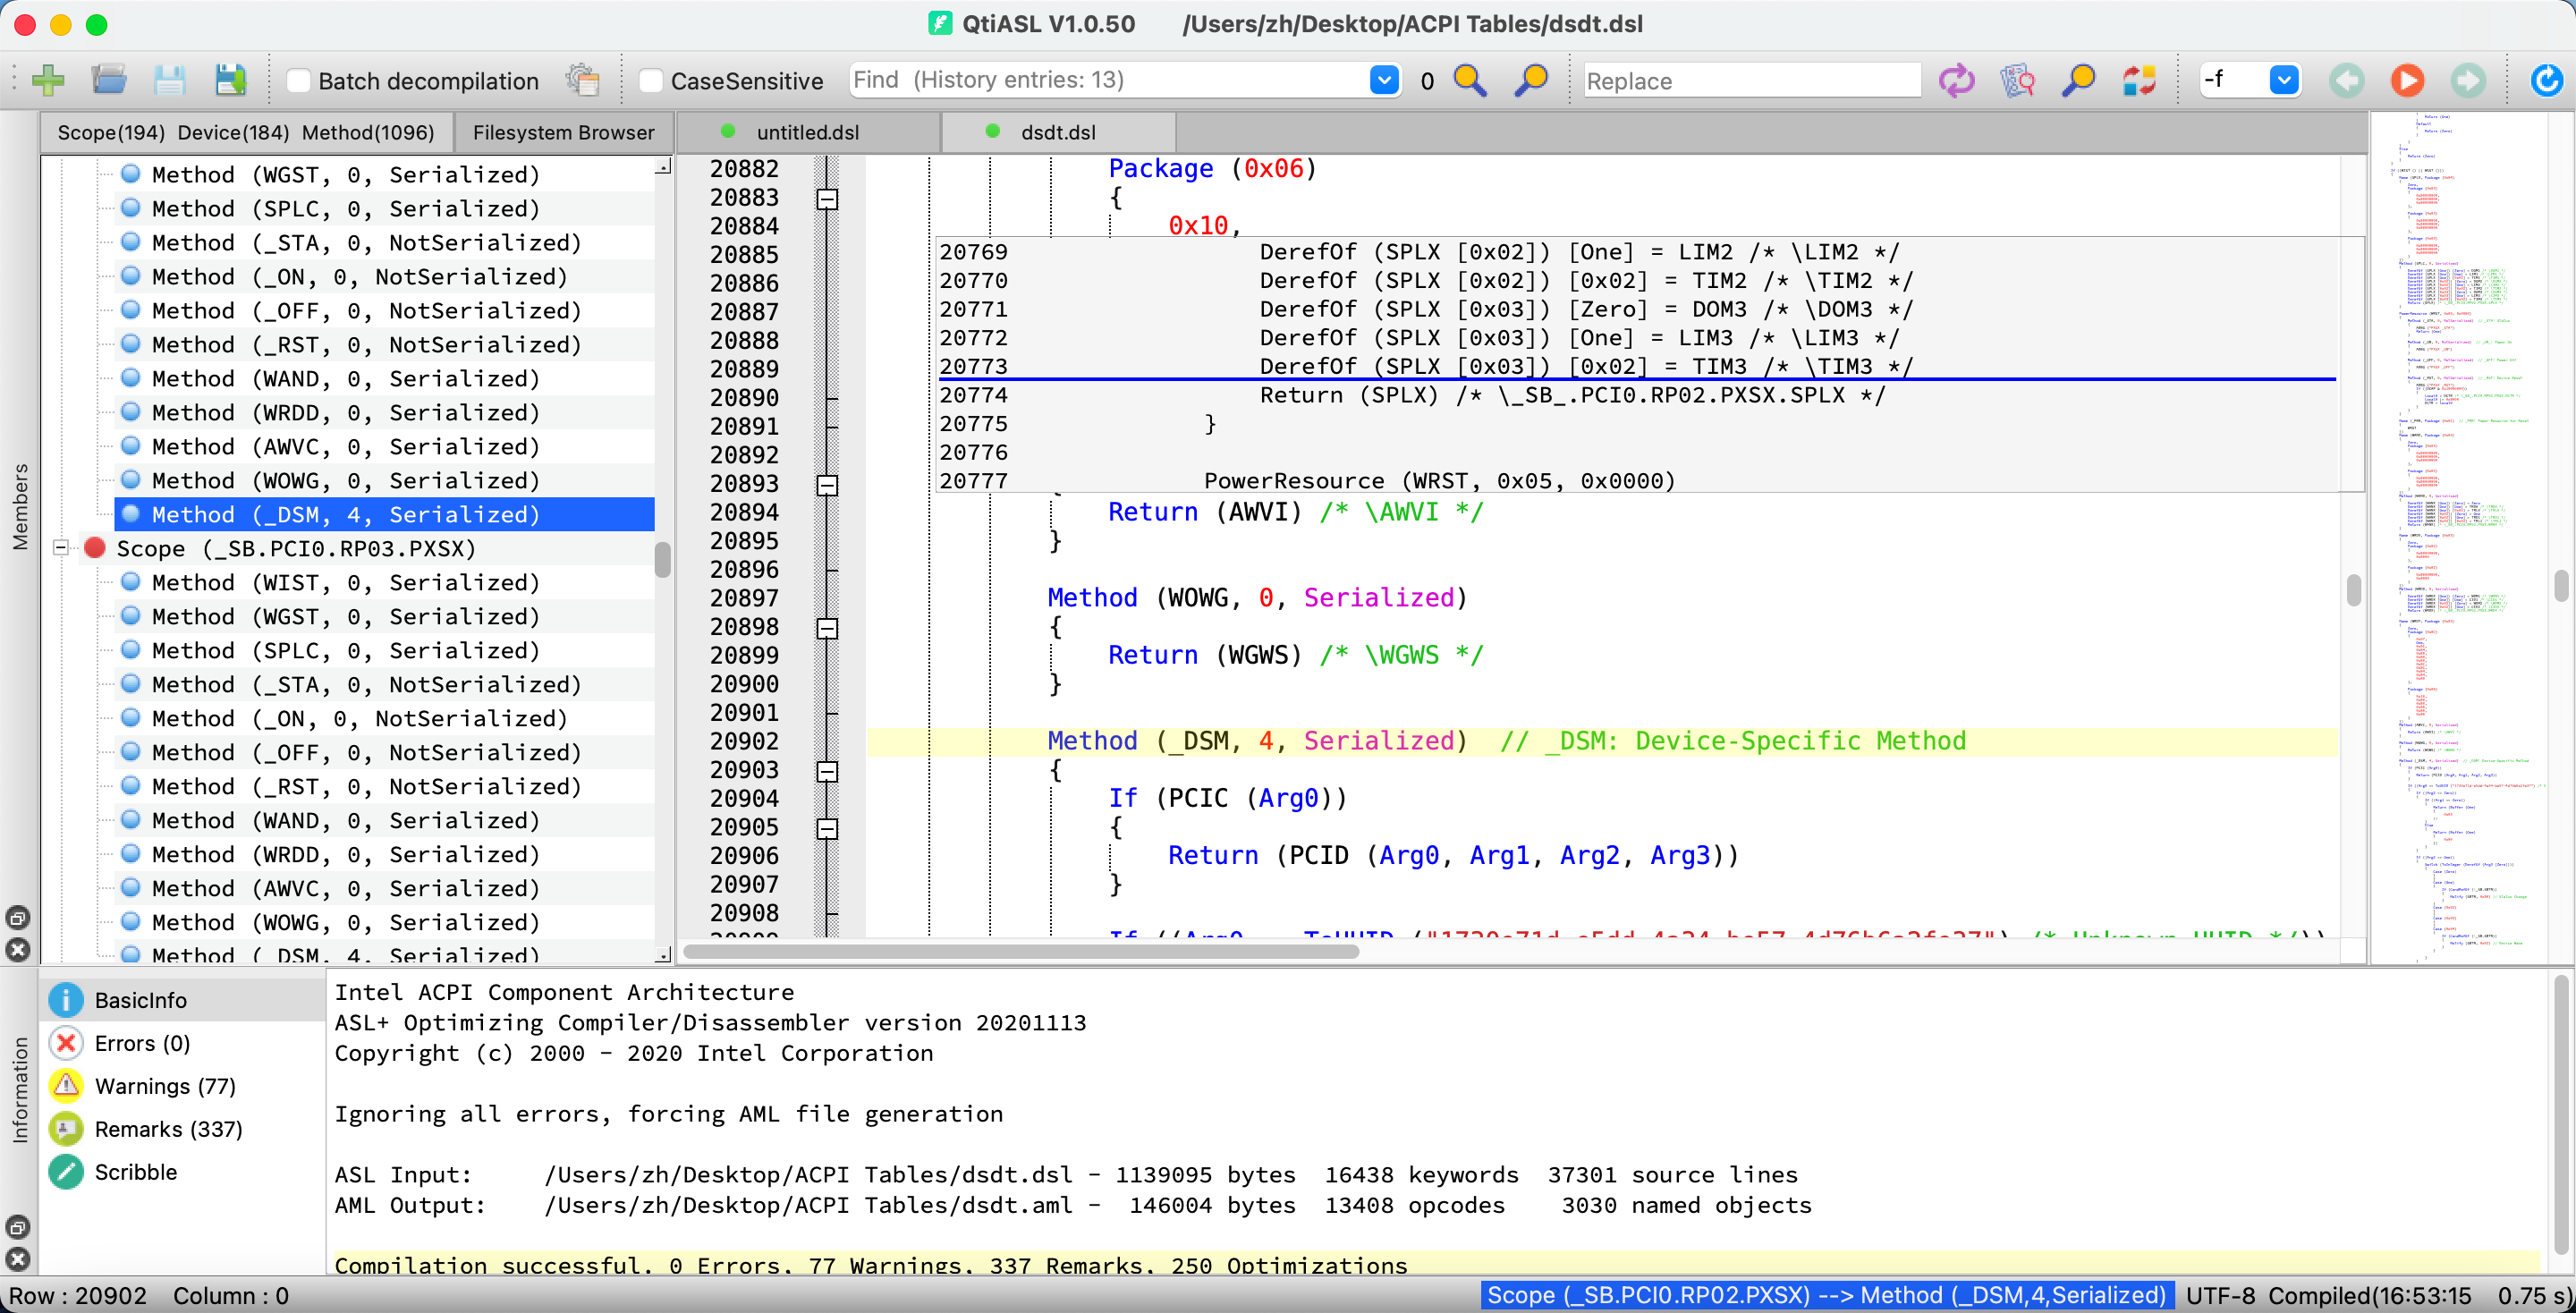 QtiASL V1.0.50 /Users/zh/Desktop/ACPI Tables/dsdt.dsl
Batch decompilation CaseSensitive Find (History entries: 13) 0 Replace -f
Scope(194) Device(184) Method(1096) Filesystem Browser untitled.dsl dsdt.dsl
Members
Method (WGST, 0, Serialized)
Method (SPLC, 0, Serialized)
Method (_STA, 0, NotSerialized)
Method (_ON, 0, NotSerialized)
Method (_OFF, 0, NotSerialized)
Method (_RST, 0, NotSerialized)
Method (WAND, 0, Serialized)
Method (WRDD, 0, Serialized)
Method (AWVC, 0, Serialized)
Method (WOWG, 0, Serialized)
Method (_DSM, 4, Serialized)
Scope (_SB.PCI0.RP03.PXSX)
Method (WIST, 0, Serialized)
Method (WGST, 0, Serialized)
Method (SPLC, 0, Serialized)
Method (_STA, 0, NotSerialized)
Method (_ON, 0, NotSerialized)
Method (_OFF, 0, NotSerialized)
Method (_RST, 0, NotSerialized)
Method (WAND, 0, Serialized)
Method (WRDD, 0, Serialized)
Method (AWVC, 0, Serialized)
Method (WOWG, 0, Serialized)
Method (_DSM, 4, Serialized)
20882 Package (0x06)
20883 {
20884 0x10,
20885
20886
20887
20888
20889
20890
20891
20892
20893
20769 DerefOf (SPLX [0x02]) [One] = LIM2 /* \LIM2 */
20770 DerefOf (SPLX [0x02]) [0x02] = TIM2 /* \TIM2 */
20771 DerefOf (SPLX [0x03]) [Zero] = DOM3 /* \DOM3 */
20772 DerefOf (SPLX [0x03]) [One] = LIM3 /* \LIM3 */
20773 DerefOf (SPLX [0x03]) [0x02] = TIM3 /* \TIM3 */
20774 Return (SPLX) /* \_SB_.PCI0.RP02.PXSX.SPLX */
20775 }
20776
20777 PowerResource (WRST, 0x05, 0x0000)
20894 Return (AWVI) /* \AWVI */
20895 }
20896
20897 Method (WOWG, 0, Serialized)
20898 {
20899 Return (WGWS) /* \WGWS */
20900 }
20901
20902 Method (_DSM, 4, Serialized) // _DSM: Device-Specific Method
20903 {
20904 If (PCIC (Arg0))
20905 {
20906 Return (PCID (Arg0, Arg1, Arg2, Arg3))
20907 }
20908
Information
BasicInfo
Errors (0)
Warnings (77)
Remarks (337)
Scribble
Intel ACPI Component Architecture
ASL+ Optimizing Compiler/Disassembler version 20201113
Copyright (c) 2000 - 2020 Intel Corporation
Ignoring all errors, forcing AML file generation
ASL Input: /Users/zh/Desktop/ACPI Tables/dsdt.dsl - 1139095 bytes 16438 keywords 37301 source lines
AML Output: /Users/zh/Desktop/ACPI Tables/dsdt.aml - 146004 bytes 13408 opcodes 3030 named objects
Compilation successful. 0 Errors, 77 Warnings, 337 Remarks, 250 Optimizations
Row : 20902 Column : 0 Scope (_SB.PCI0.RP02.PXSX) --> Method (_DSM,4,Serialized) UTF-8 Compiled(16:53:15 0.75 s)